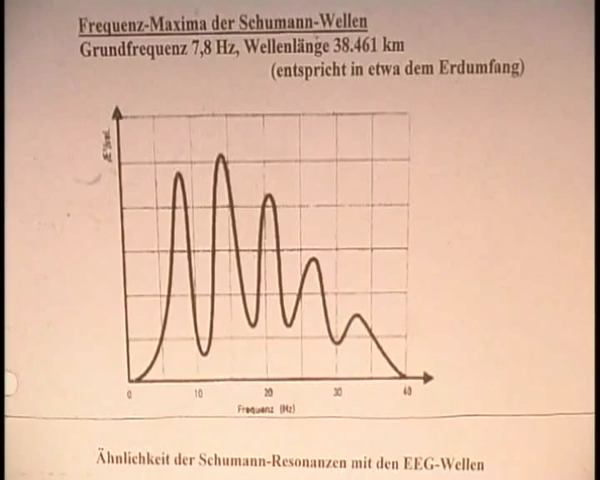 Frequenz-Maxima der Schumann-Wellen
Grundfrequenz 7,8 Hz, Wellenlänge 38.461 km
(entspricht in etwa dem Erdumfang)
0 10 20 30 40
Frequenz (Hz)
Ähnlichkeit der Schumann-Resonanzen mit den EEG-Wellen